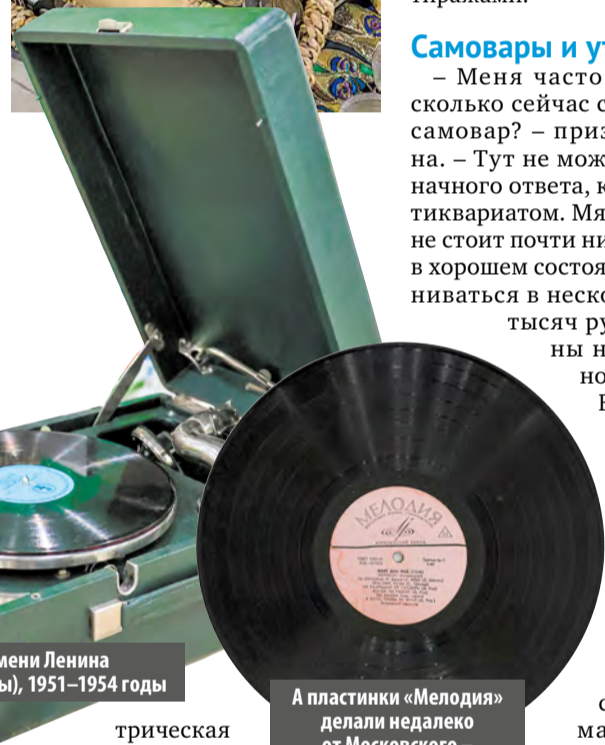 тиражами.
Самовары и ут
– Меня часто
сколько сейчас с
самовар? – приз
на. – Тут не мож
начного ответа, к
тиквариатом. Мя
не стоит почти ни
в хорошем состоя
ниваться в неско
тысяч ру
ны н
но
МЕЛОДИЯ
мени Ленина
ы), 1951–1954 годы
А пластинки «Мелодия»
делали недалеко
от Московского –
трическая
с
ма